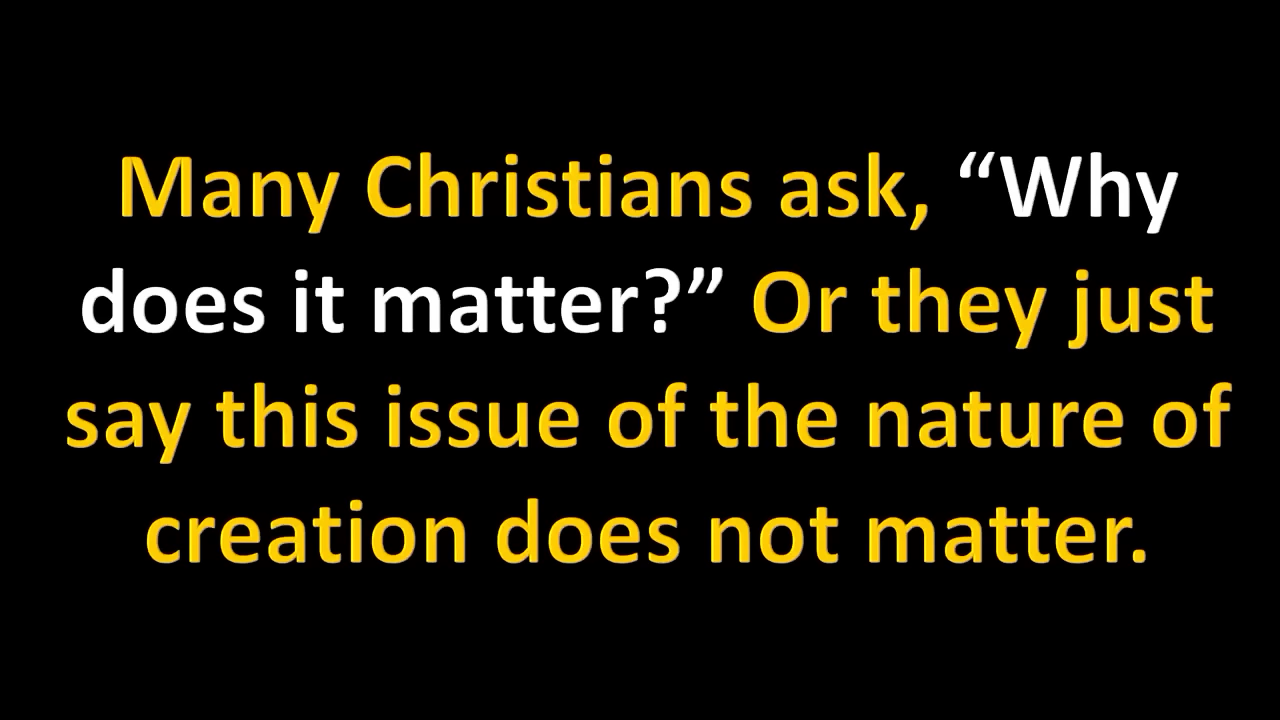 Many Christians ask, “Why
does it matter?” Or they just
say this issue of the nature of
creation does not matter.